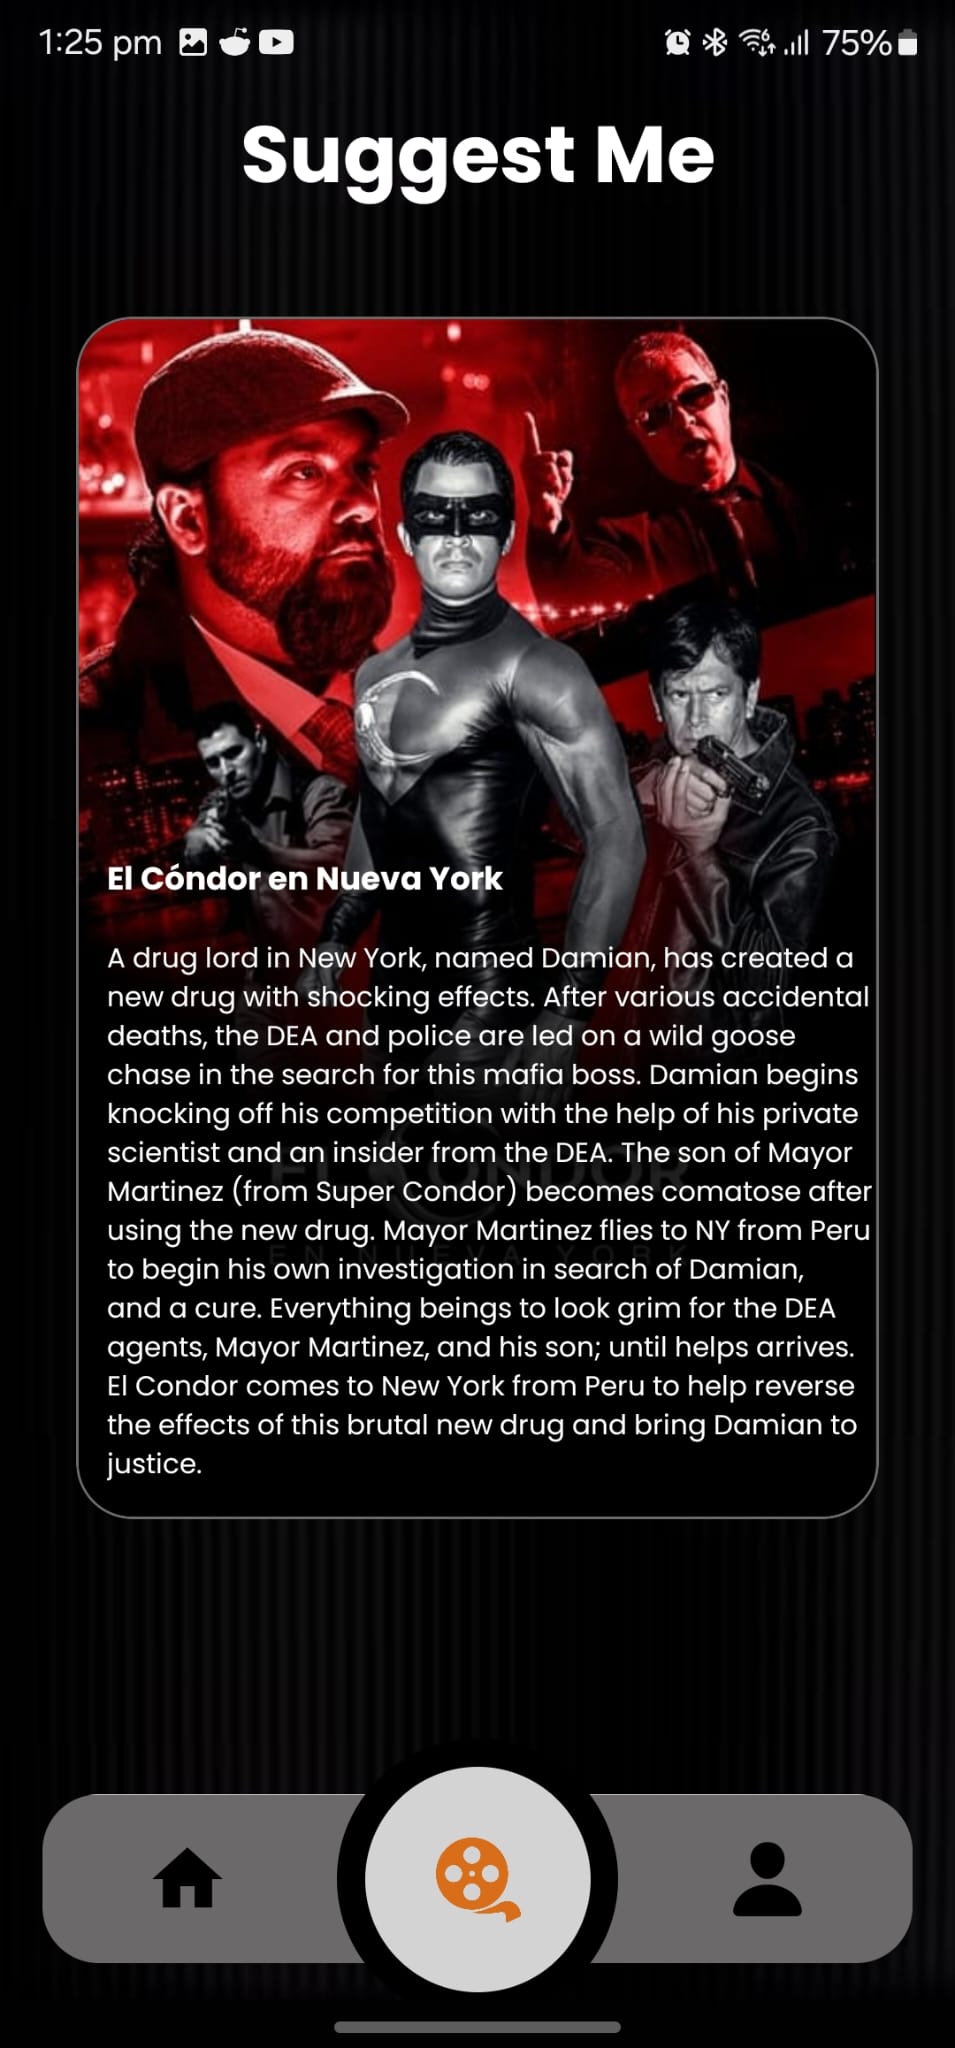 1:25 pm
75%
Suggest Me
El Cóndor en Nueva York
A drug lord in New York, named Damian, has created a
new drug with shocking effects. After various accidental
deaths, the DEA and police are led on a wild goose
chase in the search for this mafia boss. Damian begins
knocking off his competition with the help of his private
scientist and an insider from the DEA. The son of Mayor
Martinez (from Super Condor) becomes comatose after
using the new drug. Mayor Martinez flies to NY from Peru
to begin his own investigation in search of Damian,
and a cure. Everything beings to look grim for the DEA
agents, Mayor Martinez, and his son; until helps arrives.
El Condor comes to New York from Peru to help reverse
the effects of this brutal new drug and bring Damian to
justice.
EL CONDOR
EN NUEVA YORK